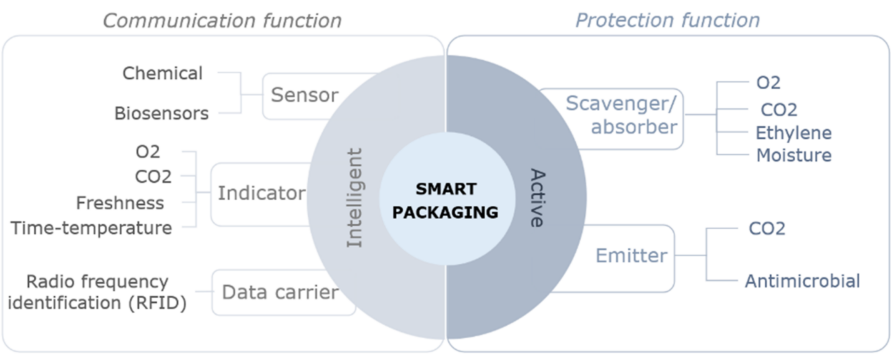 Communication function
Protection function
Chemical
Biosensors
Sensor
O2
CO2
Freshness
Time-temperature
Indicator
Radio frequency
identification (RFID)
Data carrier
Intelligent
SMART
PACKAGING
Active
Scavenger/
absorber
O2
CO2
Ethylene
Moisture
Emitter
CO2
Antimicrobial